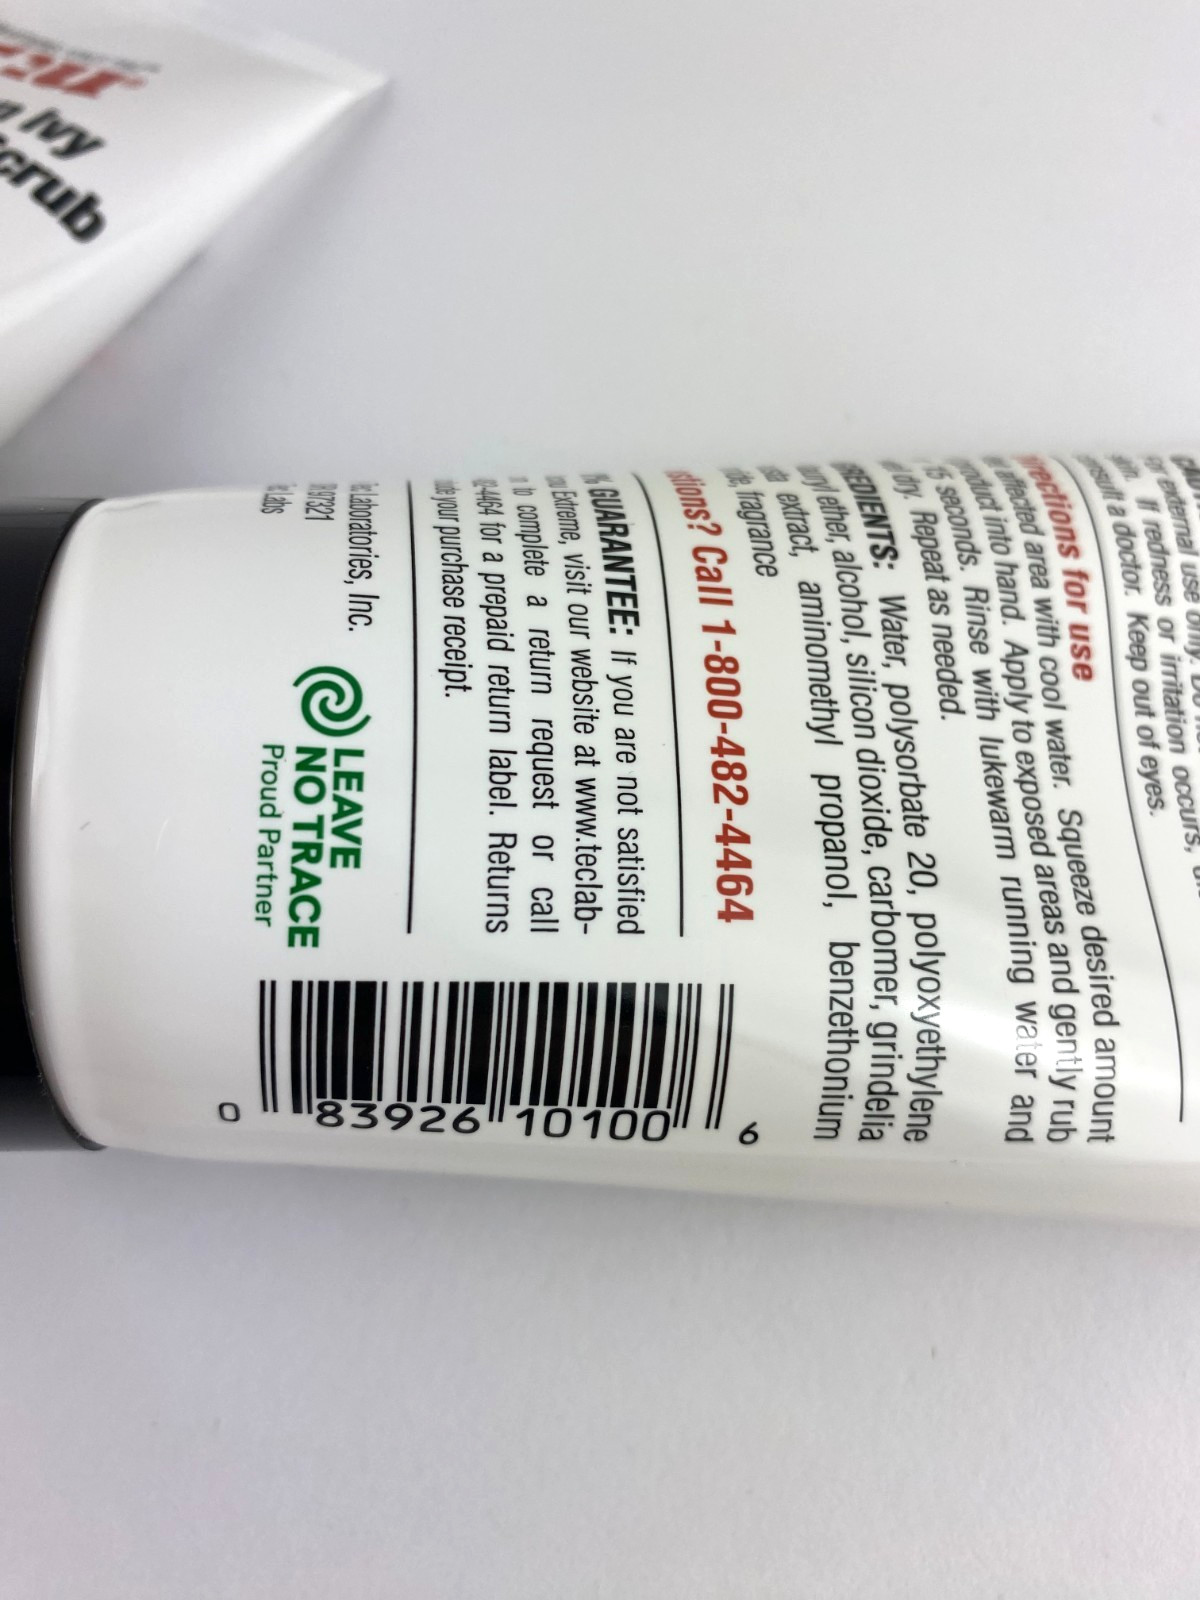 Ivy
crub
For external use only.
If redness or irritation occurs,
consult a doctor. Keep out of eyes.
Directions for use
affected area with cool water. Squeeze desired amount
product into hand. Apply to exposed areas and gently rub
15 seconds. Rinse with lukewarm running water and
dry. Repeat as needed.
REDIENTS: Water, polysorbate 20, polyoxyethylene
ether, alcohol, silicon dioxide, carbomer, grindelia
extract, aminomethyl propanol, benzethonium
fragrance
stions? Call 1-800-482-4464
% GUARANTEE: If you are not satisfied
Extreme, visit our website at www.teclab-
to complete a return request or call
-4464 for a prepaid return label. Returns
your purchase receipt.
Laboratories, Inc.
97321
Labs
LEAVE
NO TRACE
Proud Partner
0 83926 10100 6